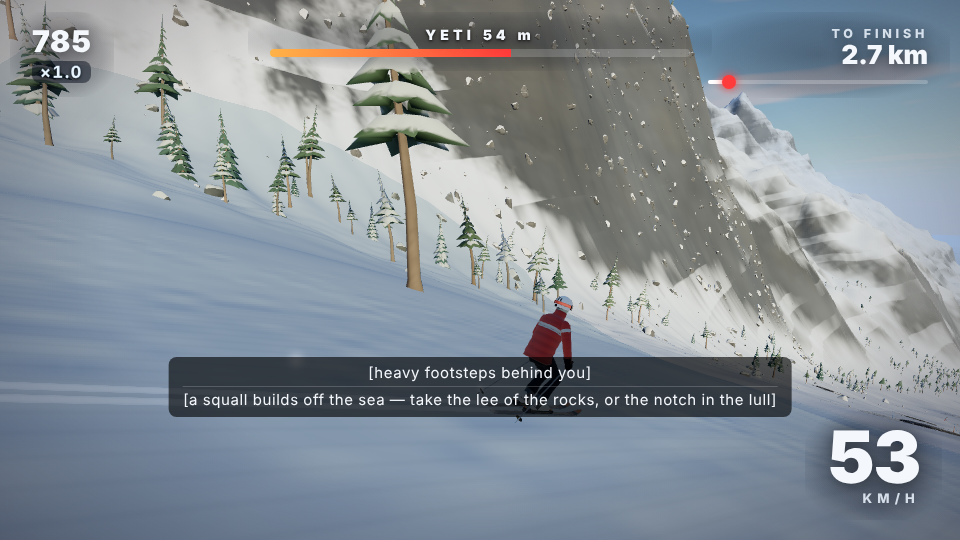 785
×1.0
YETI 54 m
TO FINISH
2.7 km
[heavy footsteps behind you]
[a squall builds off the sea — take the lee of the rocks, or the notch in the lull]
53
KM/H